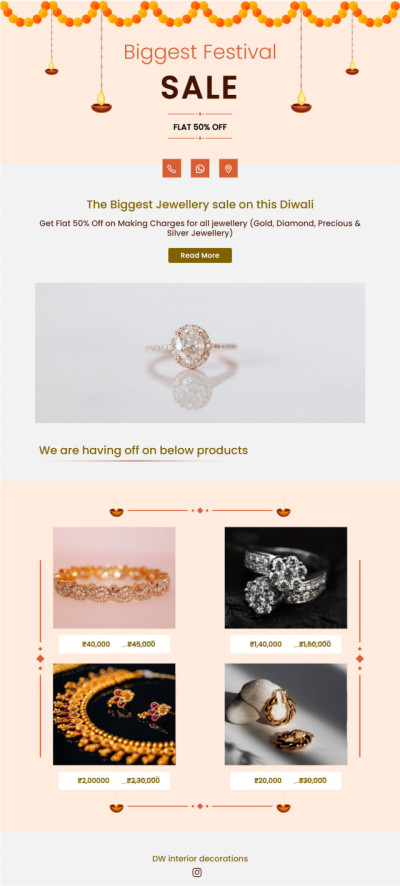 Biggest Festival
SALE
FLAT 50% OFF
The Biggest Jewellery sale on this Diwali
Get Flat 50% Off on Making Charges for all jewellery (Gold, Diamond, Precious &
Silver Jewellery)
Read More
We are having off on below products
₹40,000 ₹45,000
₹1,40,000 ₹1,50,000
₹2,00000 ₹2,30,000
₹20,000 ₹30,000
DW interior decorations